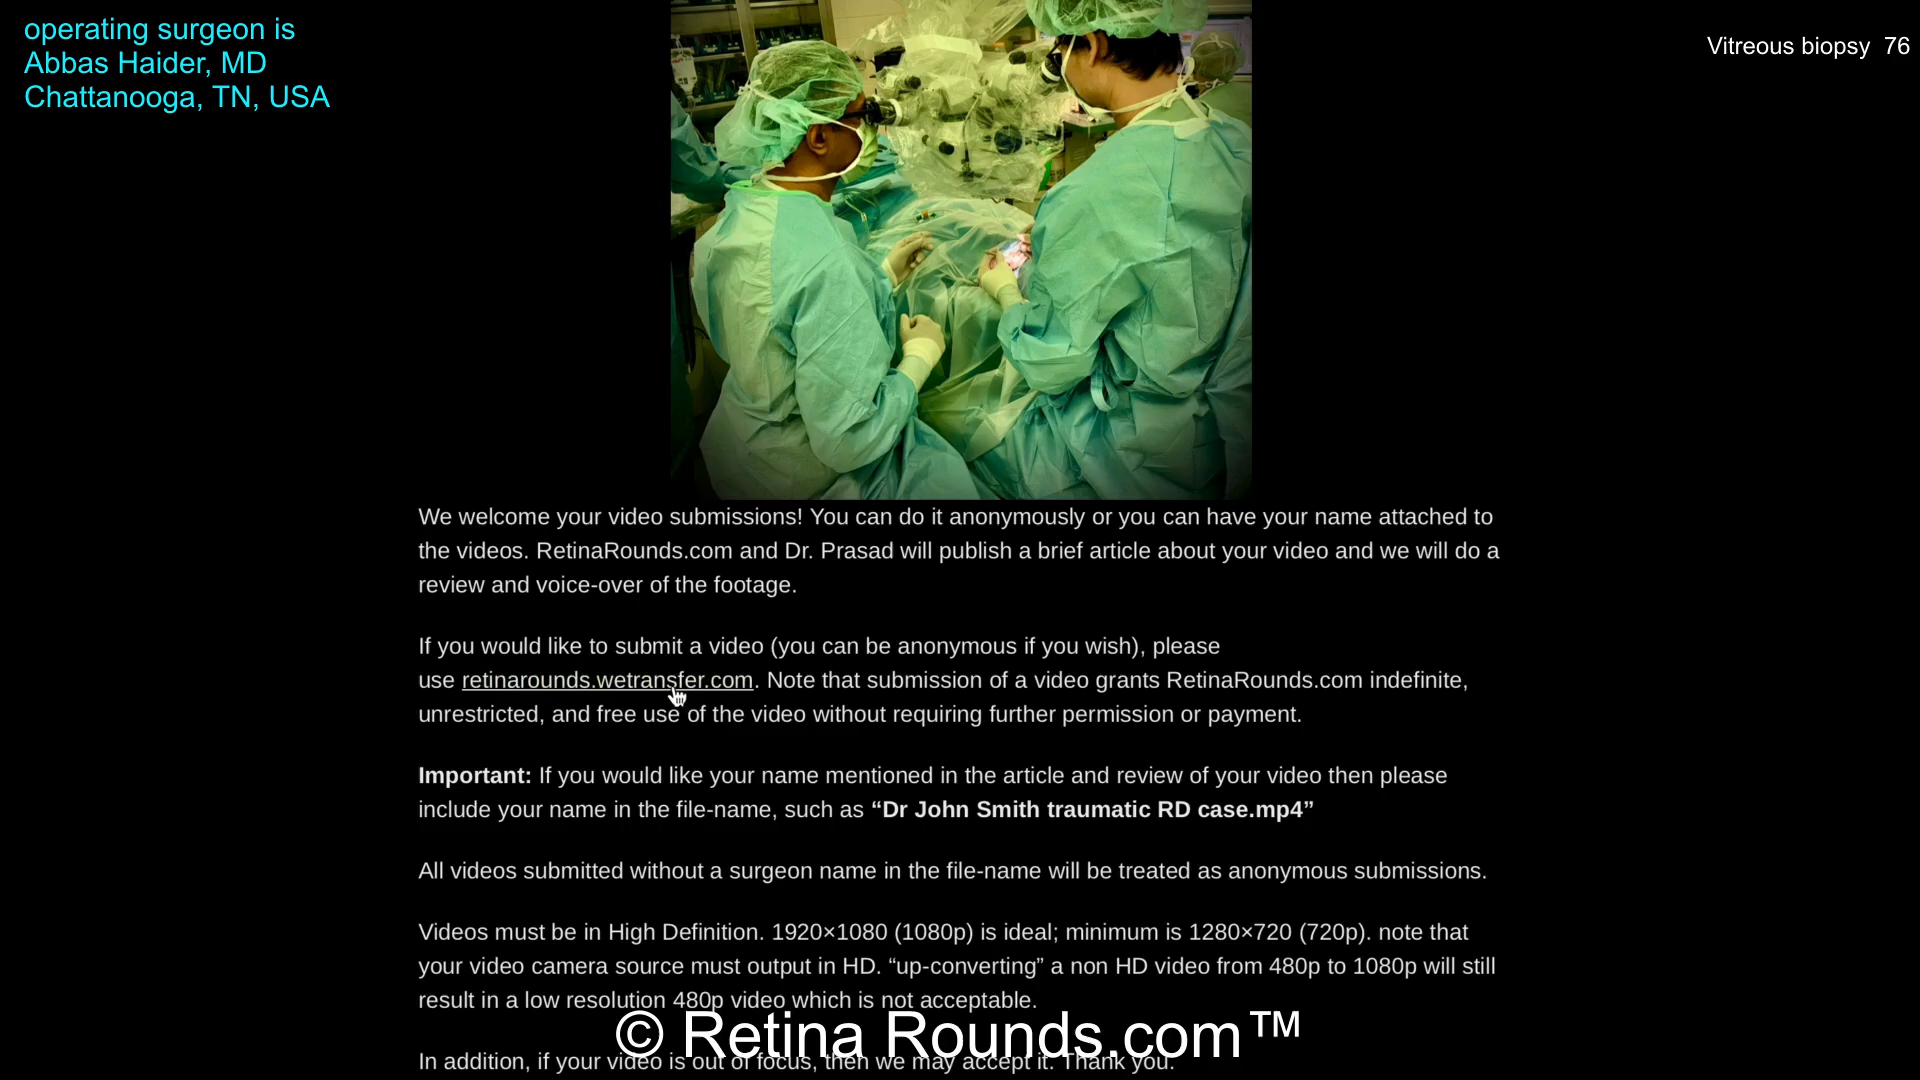 operating surgeon is
Abbas Haider, MD
Chattanooga, TN, USA
Vitreous biopsy 76
We welcome your video submissions! You can do it anonymously or you can have your name attached to
the videos. RetinaRounds.com and Dr. Prasad will publish a brief article about your video and we will do a
review and voice-over of the footage.
If you would like to submit a video (you can be anonymous if you wish), please
use retinarounds.wetransfer.com. Note that submission of a video grants RetinaRounds.com indefinite,
unrestricted, and free use of the video without requiring further permission or payment.
Important: If you would like your name mentioned in the article and review of your video then please
include your name in the file-name, such as “Dr John Smith traumatic RD case.mp4”
All videos submitted without a surgeon name in the file-name will be treated as anonymous submissions.
Videos must be in High Definition. 1920×1080 (1080p) is ideal; minimum is 1280×720 (720p). note that
your video camera source must output in HD. “up-converting” a non HD video from 480p to 1080p will still
result in a low resolution 480p video which is not acceptable.
© Retina Rounds.com™
In addition, if your video is out of focus, then we may accept it. Thank you.